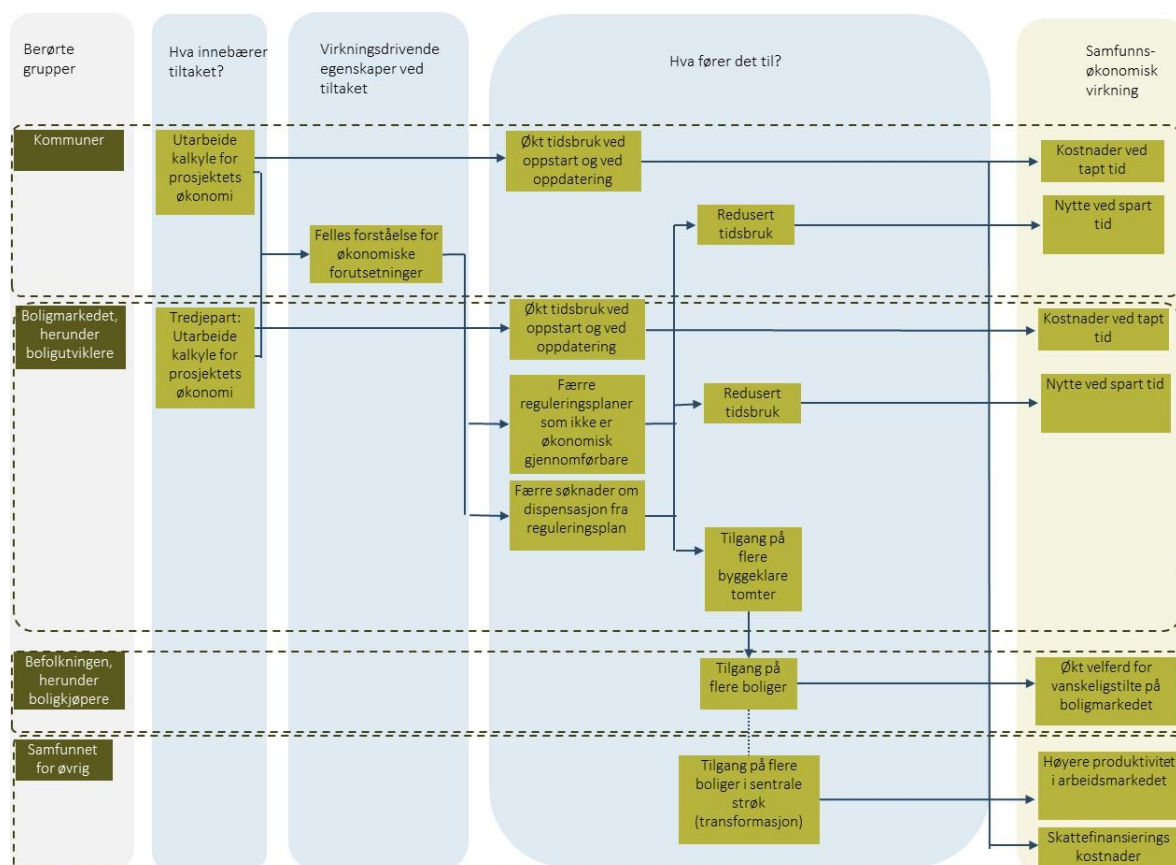 Berørte
grupper
Hva innebærer
tiltaket?
Virkningsdrivende
egenskaper ved
tiltaket
Hva fører det til?
Samfunns-
økonomisk
virkning
Kommuner
Utarbeide
kalkyle for
prosjektets
økonomi
Økt tidsbruk ved
oppstart og ved
oppdatering
Kostnader ved
tapt tid
Felles forståelse for
økonomiske
forutsetninger
Redusert
tidsbruk
Nytte ved spart
tid
Boligmarkedet,
herunder
boligutviklere
Tredjepart:
Utarbeide
kalkyle for
prosjektets
økonomi
Økt tidsbruk ved
oppstart og ved
oppdatering
Kostnader ved tapt
tid
Færre
reguleringsplaner
som ikke er
økonomisk
gjennomførbare
Redusert
tidsbruk
Nytte ved spart tid
Færre søknader om
dispensasjon fra
reguleringsplan
Tilgang på
flere
byggeklare
tomter
Befolkningen,
herunder
boligkjøpere
Tilgang på
flere boliger
Økt velferd for
vanskeligstilte på
boligmarkedet
Samfunnet
for øvrig
Tilgang på flere
boliger i sentrale
strøk
(transformasjon)
Høyere produktivitet
i arbeidsmarkedet
Skattefinansierings
kostnader